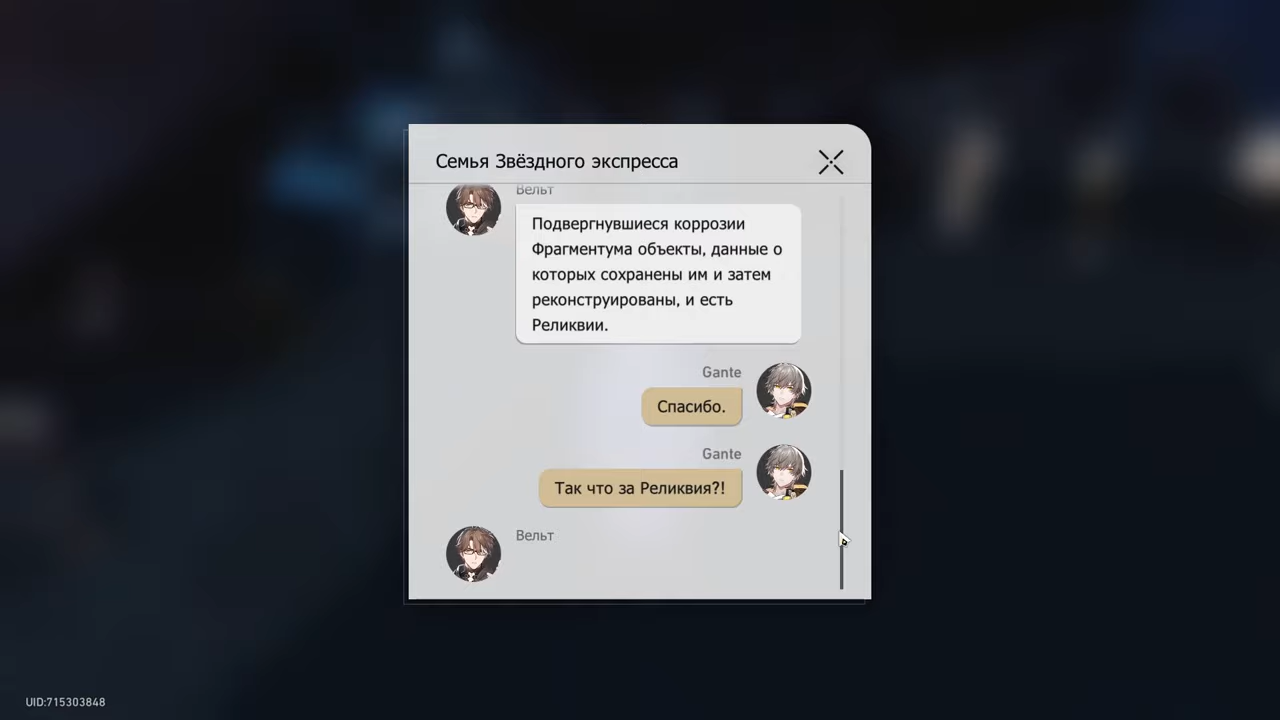 Семья Звёздного экспресса
Вельт
Подвергнувшиеся коррозии
Фрагментума объекты, данные о
которых сохранены им и затем
реконструированы, и есть
Реликвии.
Gante
Спасибо.
Gante
Так что за Реликвия?!
Вельт
UID:715303848